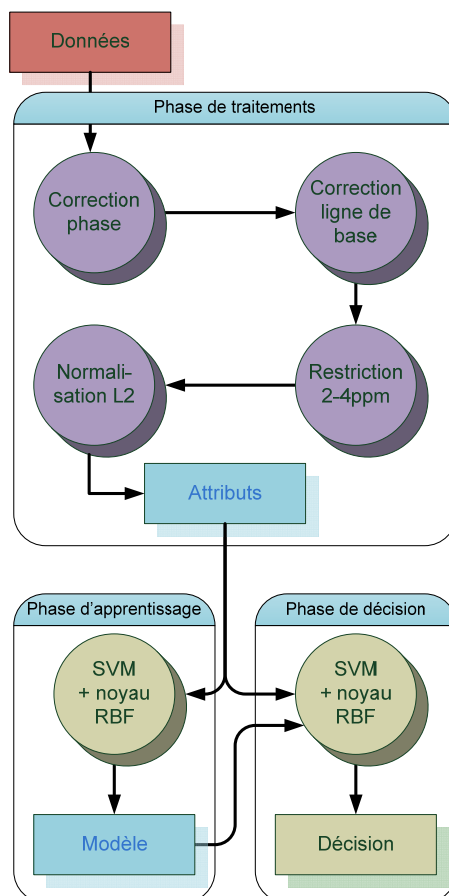 Données
Phase de traitements
Correction
phase
Correction
ligne de
base
Normali-
sation L2
Restriction
2-4ppm
Attributs
Phase d'apprentissage
SVM
+ noyau
RBF
Modèle
Phase de décision
SVM
+ noyau
RBF
Décision